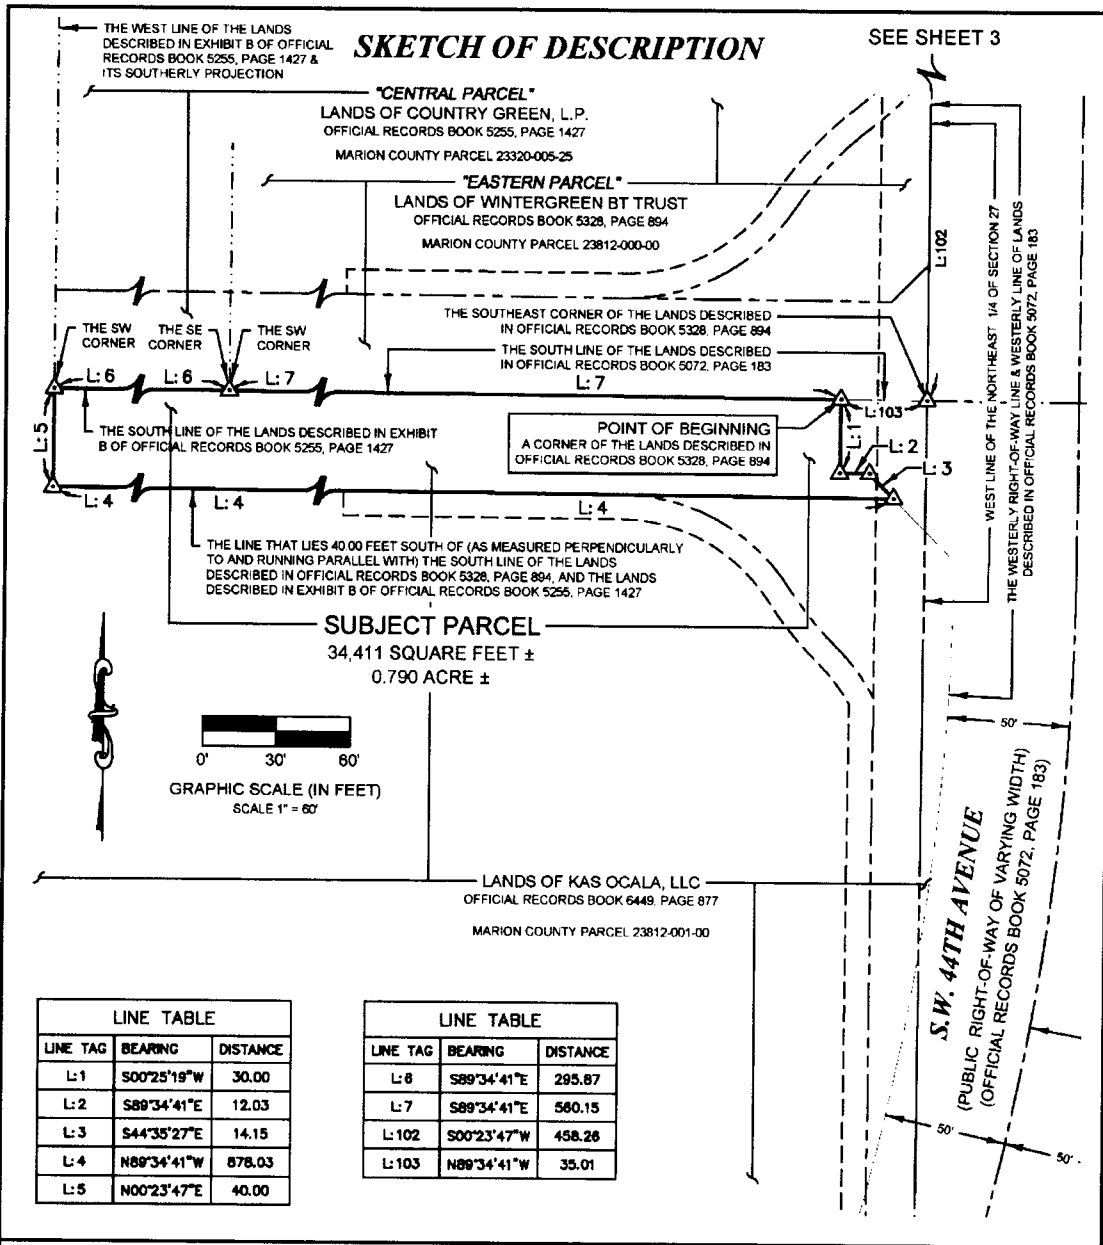 THE WEST LINE OF THE LANDS
DESCRIBED IN EXHIBIT B OF OFFICIAL
RECORDS BOOK 5255, PAGE 1427 &
ITS SOUTHERLY PROJECTION
SKETCH OF DESCRIPTION
SEE SHEET 3
"CENTRAL PARCEL"
LANDS OF COUNTRY GREEN, L.P.
OFFICIAL RECORDS BOOK 5255, PAGE 1427
MARION COUNTY PARCEL 23320-005-25
"EASTERN PARCEL"
LANDS OF WINTERGREEN BT TRUST
OFFICIAL RECORDS BOOK 5328, PAGE 894
MARION COUNTY PARCEL 23812-000-00
L:102
WEST LINE OF THE NORTHEAST 1/4 OF SECTION 27
THE WESTERLY RIGHT-OF-WAY LINE & WESTERLY LINE OF LANDS
DESCRIBED IN OFFICIAL RECORDS BOOK 5072, PAGE 183
THE SOUTHEAST CORNER OF THE LANDS DESCRIBED
IN OFFICIAL RECORDS BOOK 5328, PAGE 894
THE SW
CORNER
THE SE
CORNER
THE SW
CORNER
THE SOUTH LINE OF THE LANDS DESCRIBED
IN OFFICIAL RECORDS BOOK 5072, PAGE 183
L: 6
L: 6
L: 7
L: 7
L:103
L: 5
THE SOUTH LINE OF THE LANDS DESCRIBED IN EXHIBIT
B OF OFFICIAL RECORDS BOOK 5255, PAGE 1427
POINT OF BEGINNING
A CORNER OF THE LANDS DESCRIBED IN
OFFICIAL RECORDS BOOK 5328, PAGE 894
L: 1
L: 2
L: 3
L: 4
L: 4
L: 4
THE LINE THAT LIES 40.00 FEET SOUTH OF (AS MEASURED PERPENDICULARLY
TO AND RUNNING PARALLEL WITH) THE SOUTH LINE OF THE LANDS
DESCRIBED IN OFFICIAL RECORDS BOOK 5328, PAGE 894, AND THE LANDS
DESCRIBED IN EXHIBIT B OF OFFICIAL RECORDS BOOK 5255, PAGE 1427
SUBJECT PARCEL
34,411 SQUARE FEET ±
0.790 ACRE ±
0' 30' 60'
GRAPHIC SCALE (IN FEET)
SCALE 1" = 60'
50'
S.W. 44TH AVENUE
(PUBLIC RIGHT-OF-WAY OF VARYING WIDTH)
(OFFICIAL RECORDS BOOK 5072, PAGE 183)
50'
50'
LANDS OF KAS OCALA, LLC
OFFICIAL RECORDS BOOK 6449, PAGE 877
MARION COUNTY PARCEL 23812-001-00
LINE TABLE
LINE TAG BEARING DISTANCE
L:1 S00°25'19"W 30.00
L:2 S89°34'41"E 12.03
L:3 S44°35'27"E 14.15
L:4 N89°34'41"W 878.03
L:5 N00°23'47"E 40.00
LINE TABLE
LINE TAG BEARING DISTANCE
L:6 S89°34'41"E 295.87
L:7 S89°34'41"E 560.15
L:102 S00°23'47"W 458.26
L:103 N89°34'41"W 35.01